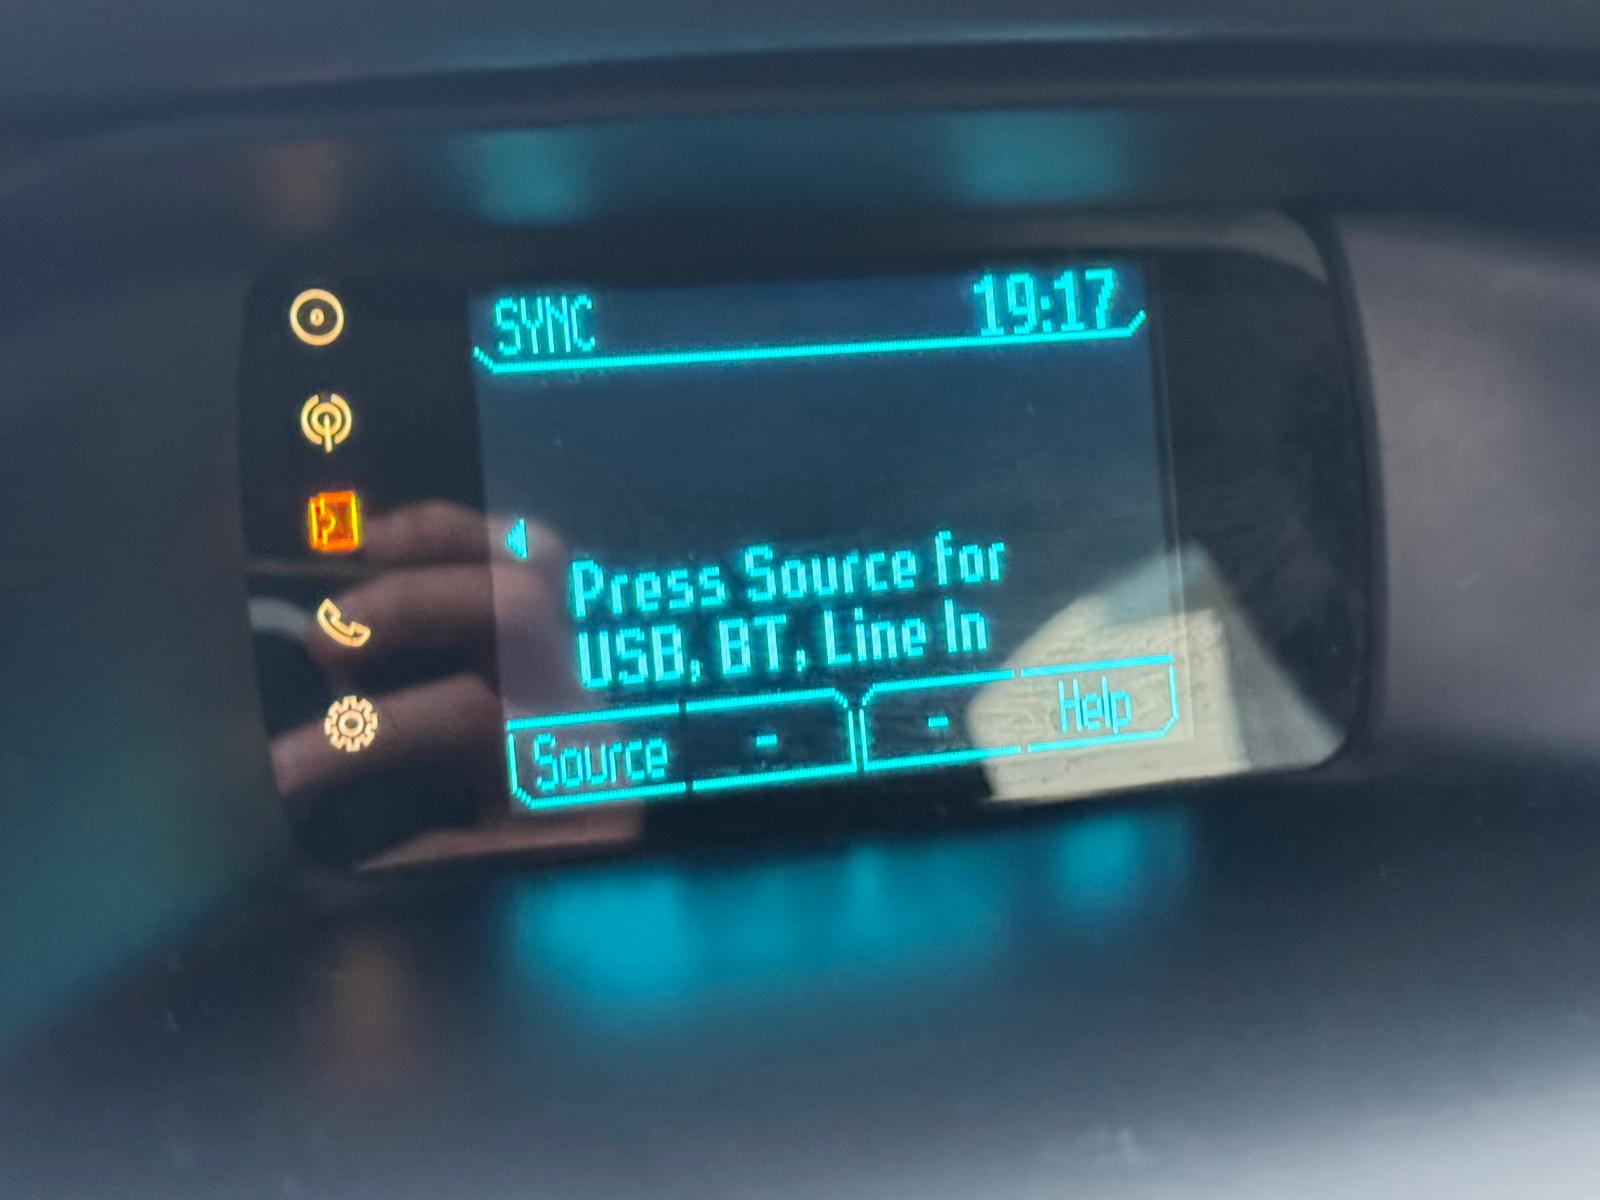 SYNC 19:17
Press Source for
USB, BT, Line In
Source - - Help